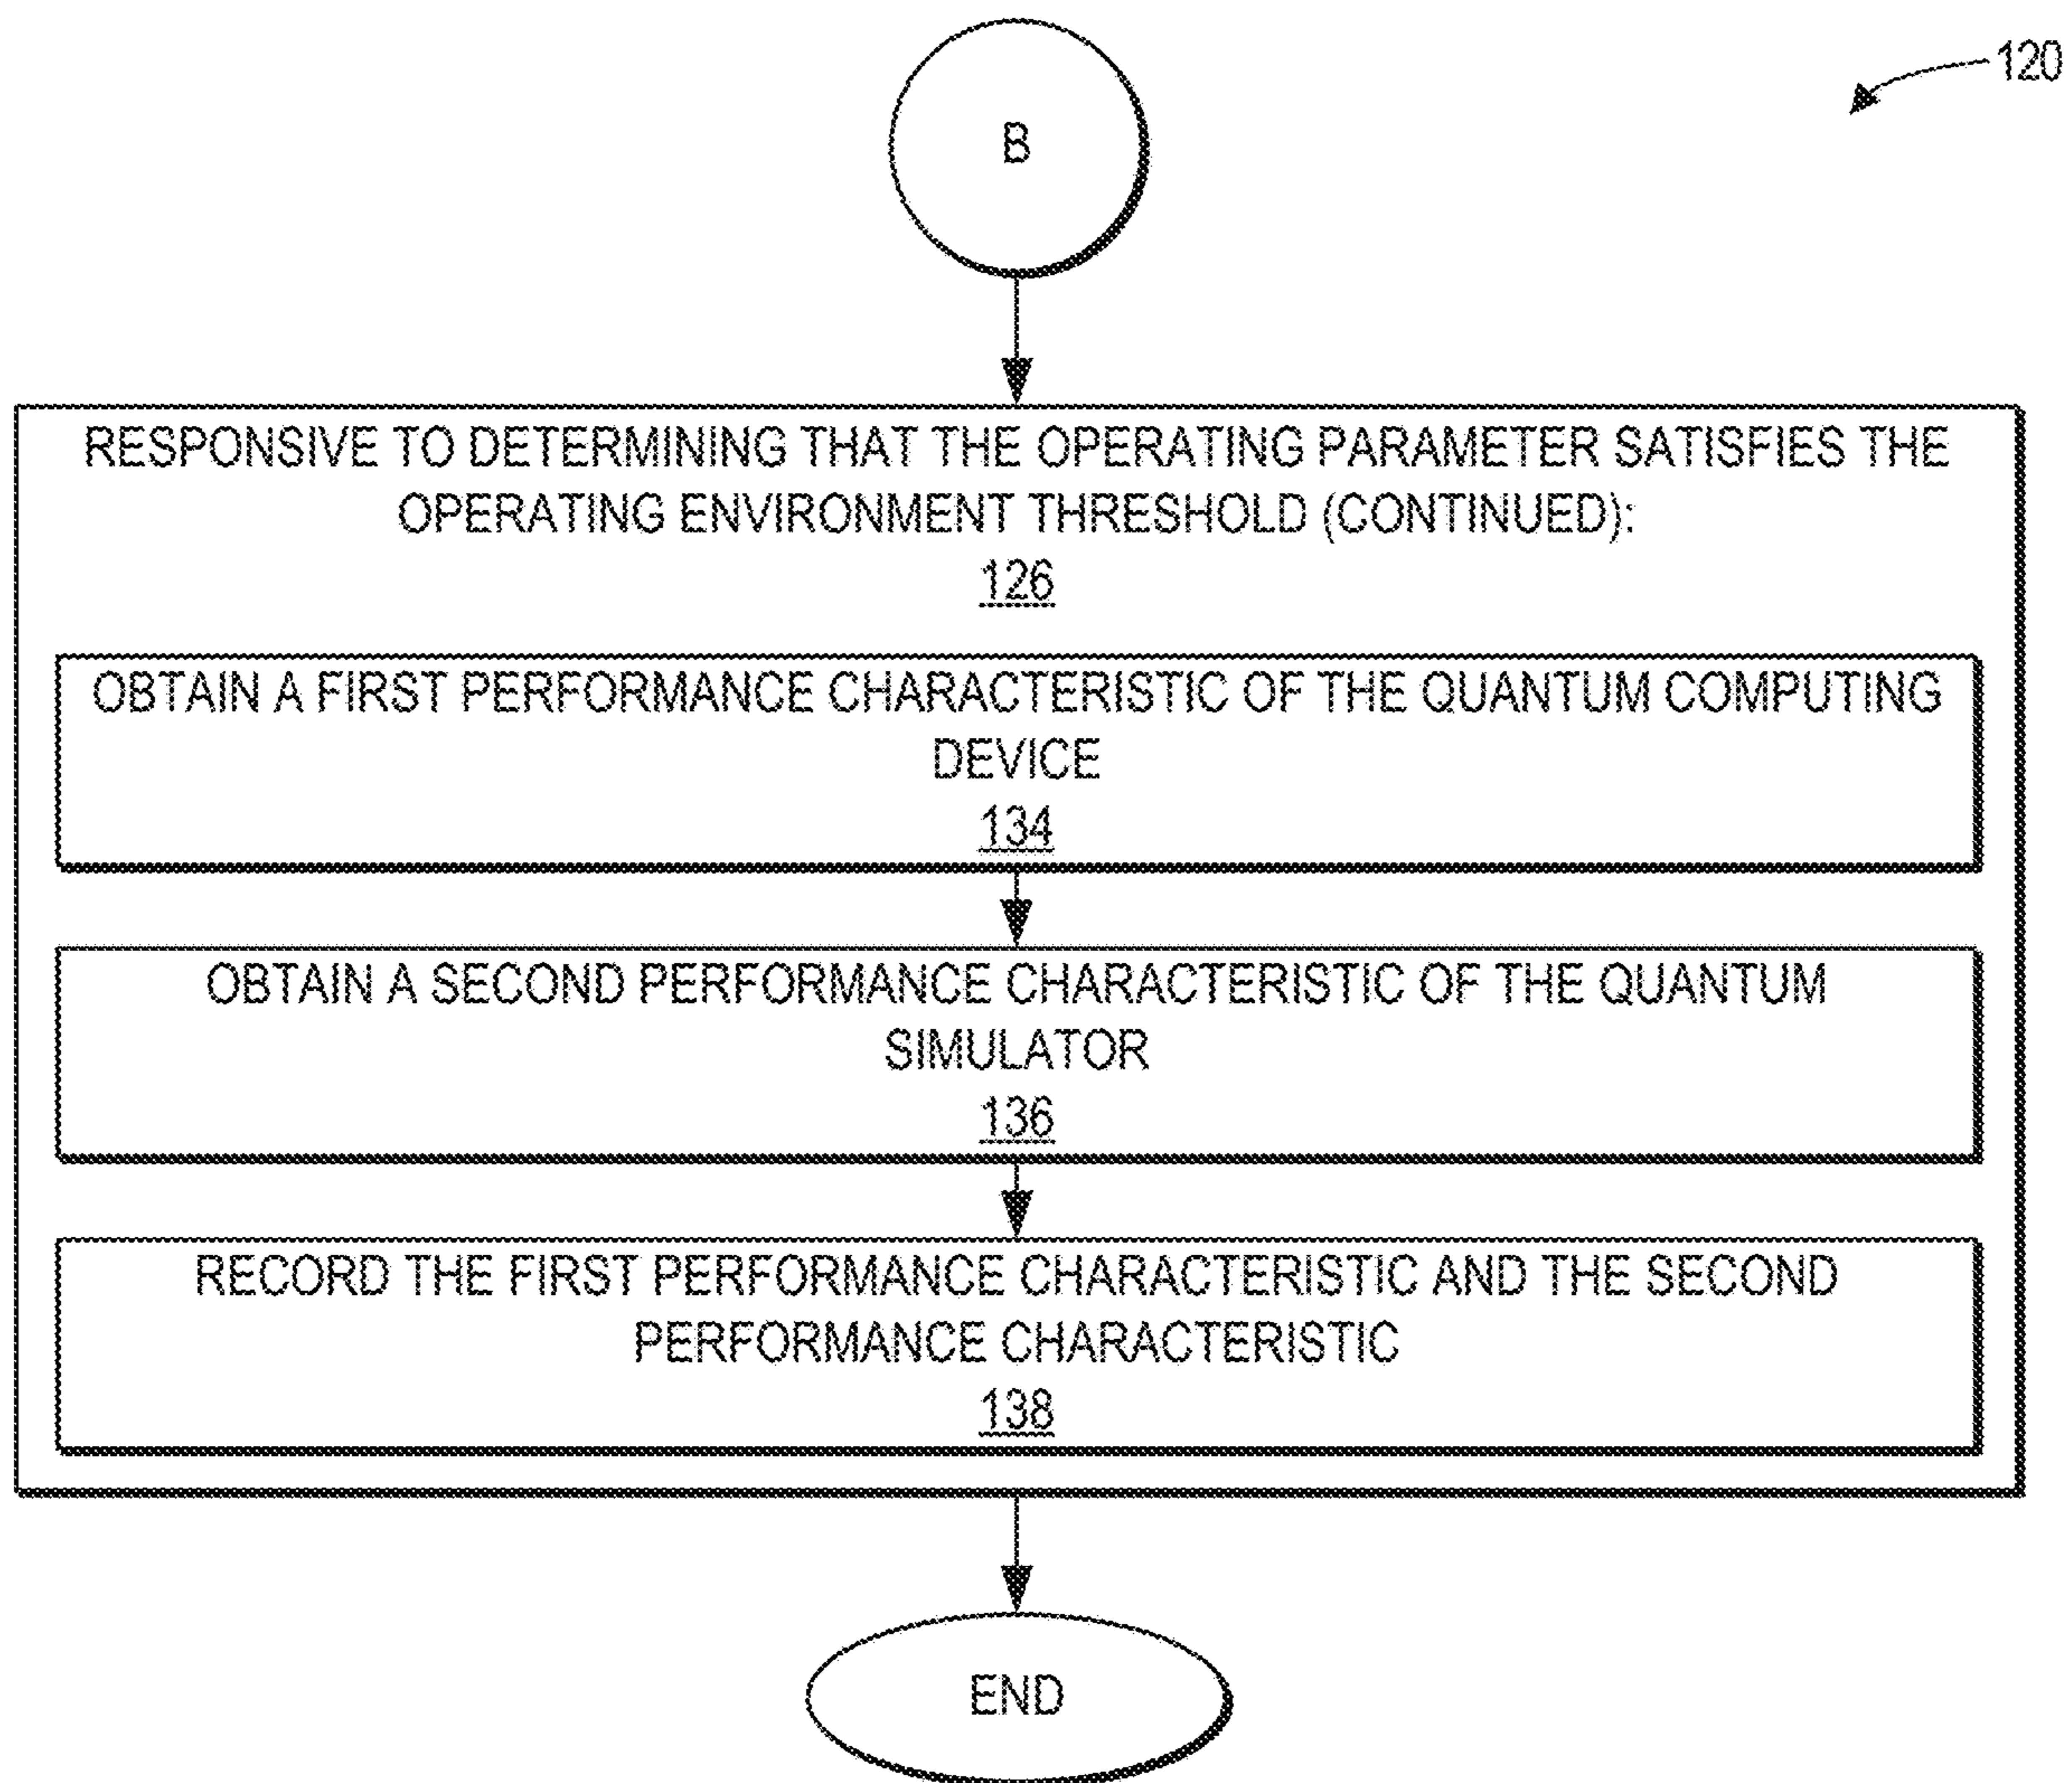 120
B
RESPONSIVE TO DETERMINING THAT THE OPERATING PARAMETER SATISFIES THE
OPERATING ENVIRONMENT THRESHOLD (CONTINUED):
126
OBTAIN A FIRST PERFORMANCE CHARACTERISTIC OF THE QUANTUM COMPUTING
DEVICE
134
OBTAIN A SECOND PERFORMANCE CHARACTERISTIC OF THE QUANTUM
SIMULATOR
136
RECORD THE FIRST PERFORMANCE CHARACTERISTIC AND THE SECOND
PERFORMANCE CHARACTERISTIC
138
END